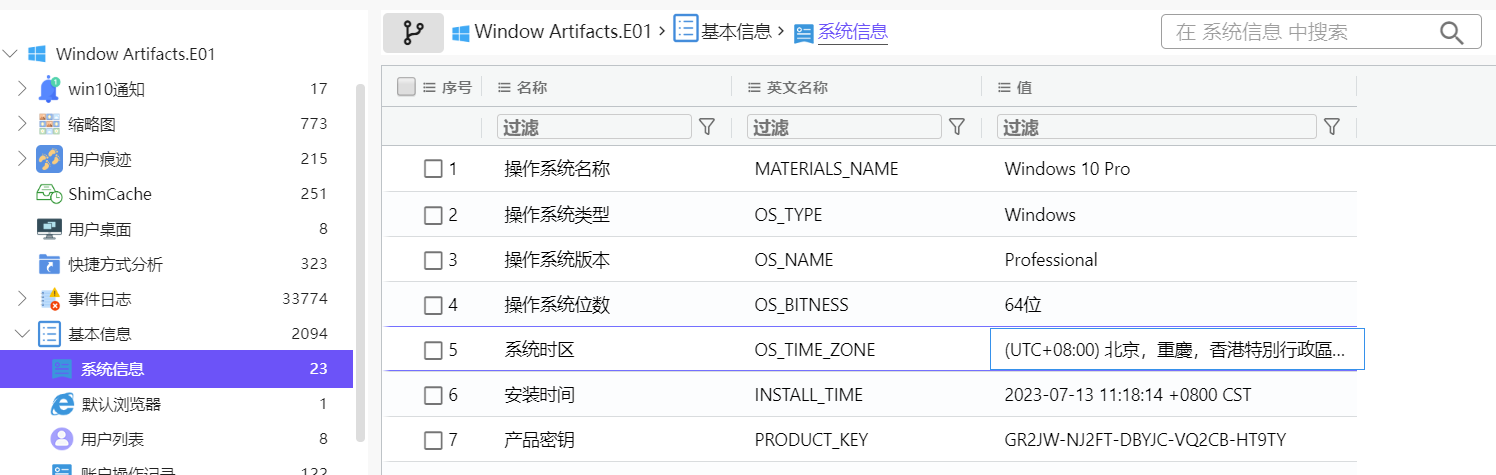 Window Artifacts.E01
win10通知 17
缩略图 773
用户痕迹 215
ShimCache 251
用户桌面 8
快捷方式分析 323
事件日志 33774
基本信息 2094
系统信息 23
默认浏览器 1
用户列表 8
账户操作记录 122
Window Artifacts.E01 > 基本信息 > 系统信息
在 系统信息 中搜索
序号 名称 英文名称 值
过滤 过滤 过滤
1 操作系统名称 MATERIALS_NAME Windows 10 Pro
2 操作系统类型 OS_TYPE Windows
3 操作系统版本 OS_NAME Professional
4 操作系统位数 OS_BITNESS 64位
5 系统时区 OS_TIME_ZONE (UTC+08:00) 北京，重慶，香港特別行政區...
6 安装时间 INSTALL_TIME 2023-07-13 11:18:14 +0800 CST
7 产品密钥 PRODUCT_KEY GR2JW-NJ2FT-DBYJC-VQ2CB-HT9TY